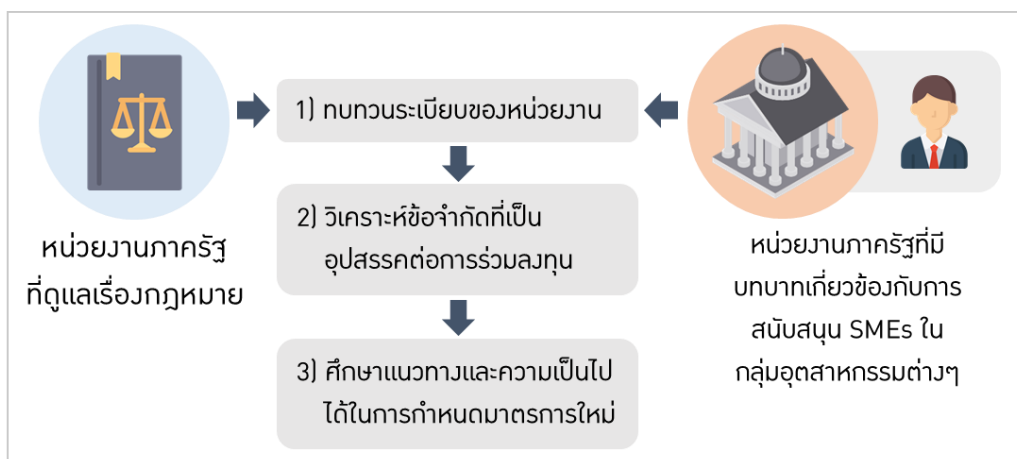 หน่วยงานภาครัฐ
ที่ดูแลเรื่องกฎหมาย
1) ทบทวนระเบียบของหน่วยงาน
2) วิเคราะห์ข้อจำกัดที่เป็น
อุปสรรคต่อการร่วมลงทุน
3) ศึกษาแนวทางและความเป็นไป
ได้ในการกำหนดมาตรการใหม่
หน่วยงานภาครัฐที่มี
บทบาทเกี่ยวข้องกับการ
สนับสนุน SMEs ใน
กลุ่มอุตสาหกรรมต่างๆ